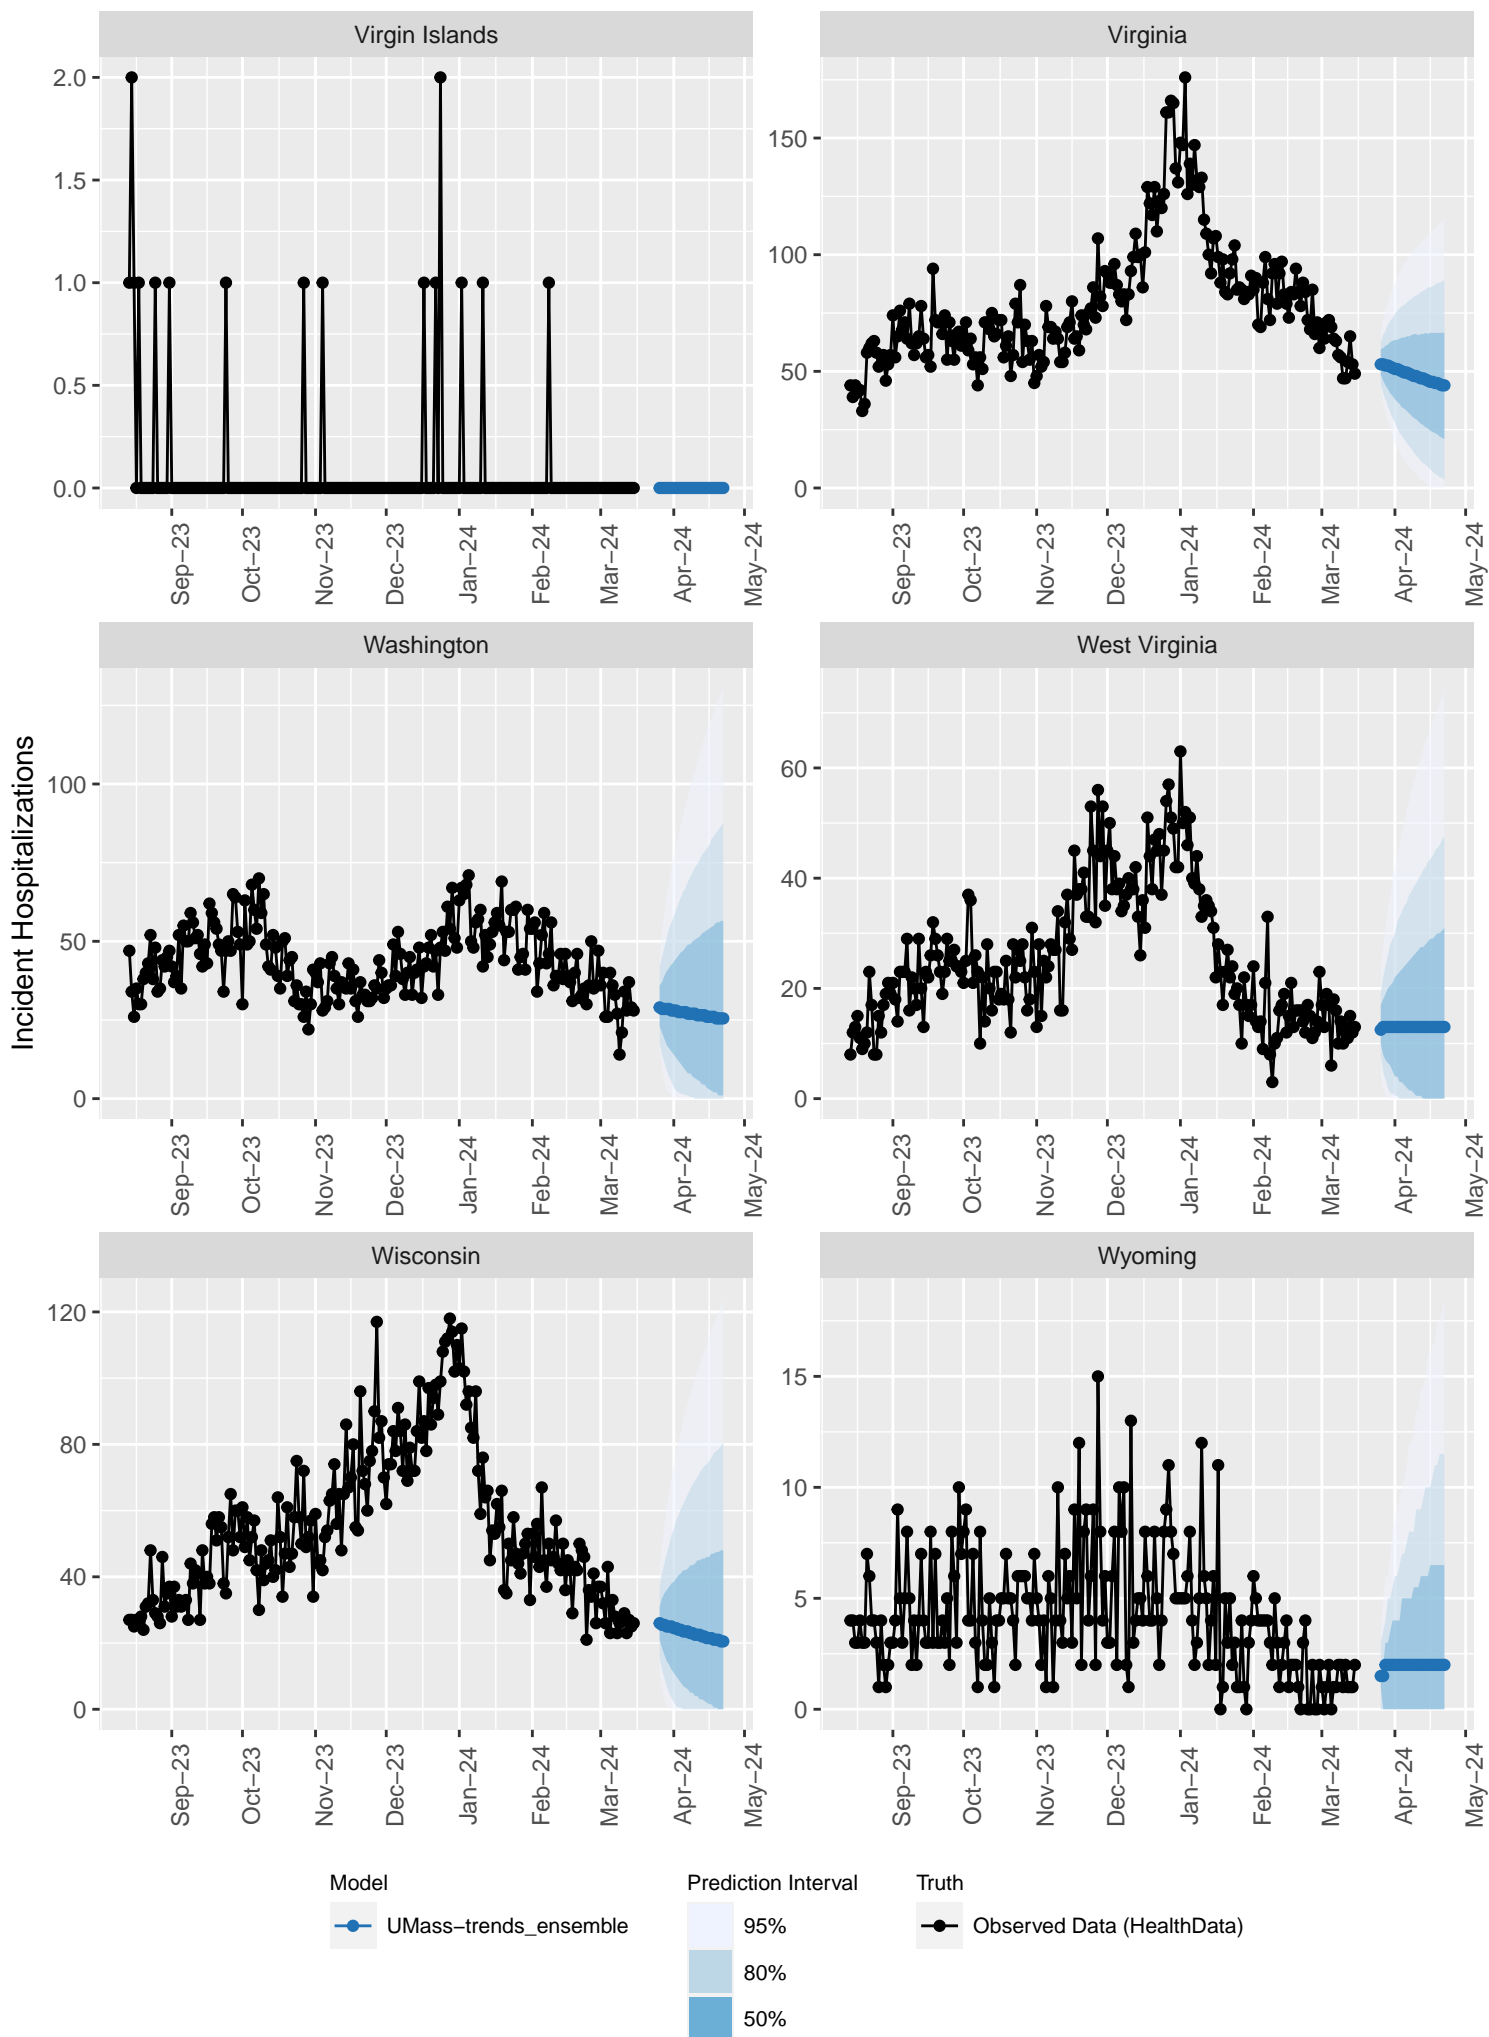 Virgin Islands
Virginia
2.0
1.5
1.0
0.5
0.0
150
100
50
0
Sep−23
Oct−23
Nov−23
Dec−23
Jan−24
Feb−24
Mar−24
Apr−24
May−24
Sep−23
Oct−23
Nov−23
Dec−23
Jan−24
Feb−24
Mar−24
Apr−24
May−24
Incident Hospitalizations
Washington
West Virginia
100
50
0
60
40
20
0
Sep−23
Oct−23
Nov−23
Dec−23
Jan−24
Feb−24
Mar−24
Apr−24
May−24
Sep−23
Oct−23
Nov−23
Dec−23
Jan−24
Feb−24
Mar−24
Apr−24
May−24
Wisconsin
Wyoming
120
80
40
0
15
10
5
0
Sep−23
Oct−23
Nov−23
Dec−23
Jan−24
Feb−24
Mar−24
Apr−24
May−24
Sep−23
Oct−23
Nov−23
Dec−23
Jan−24
Feb−24
Mar−24
Apr−24
May−24
Model
UMass−trends_ensemble
Prediction Interval
95%
80%
50%
Truth
Observed Data (HealthData)